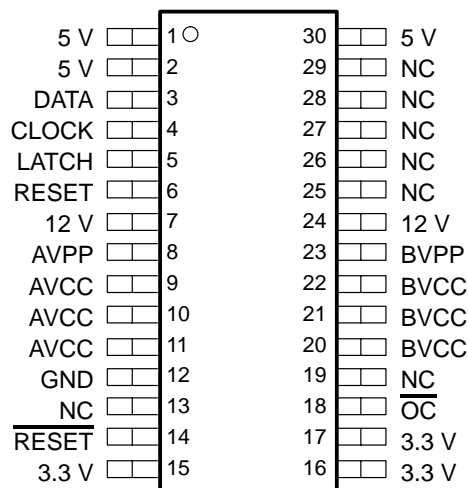 5 V 1 30 5 V
5 V 2 29 NC
DATA 3 28 NC
CLOCK 4 27 NC
LATCH 5 26 NC
RESET 6 25 NC
12 V 7 24 12 V
AVPP 8 23 BVPP
AVCC 9 22 BVCC
AVCC 10 21 BVCC
AVCC 11 20 BVCC
GND 12 19 NC
NC 13 18 O̅C̅
R̅E̅S̅E̅T̅ 14 17 3.3 V
3.3 V 15 16 3.3 V